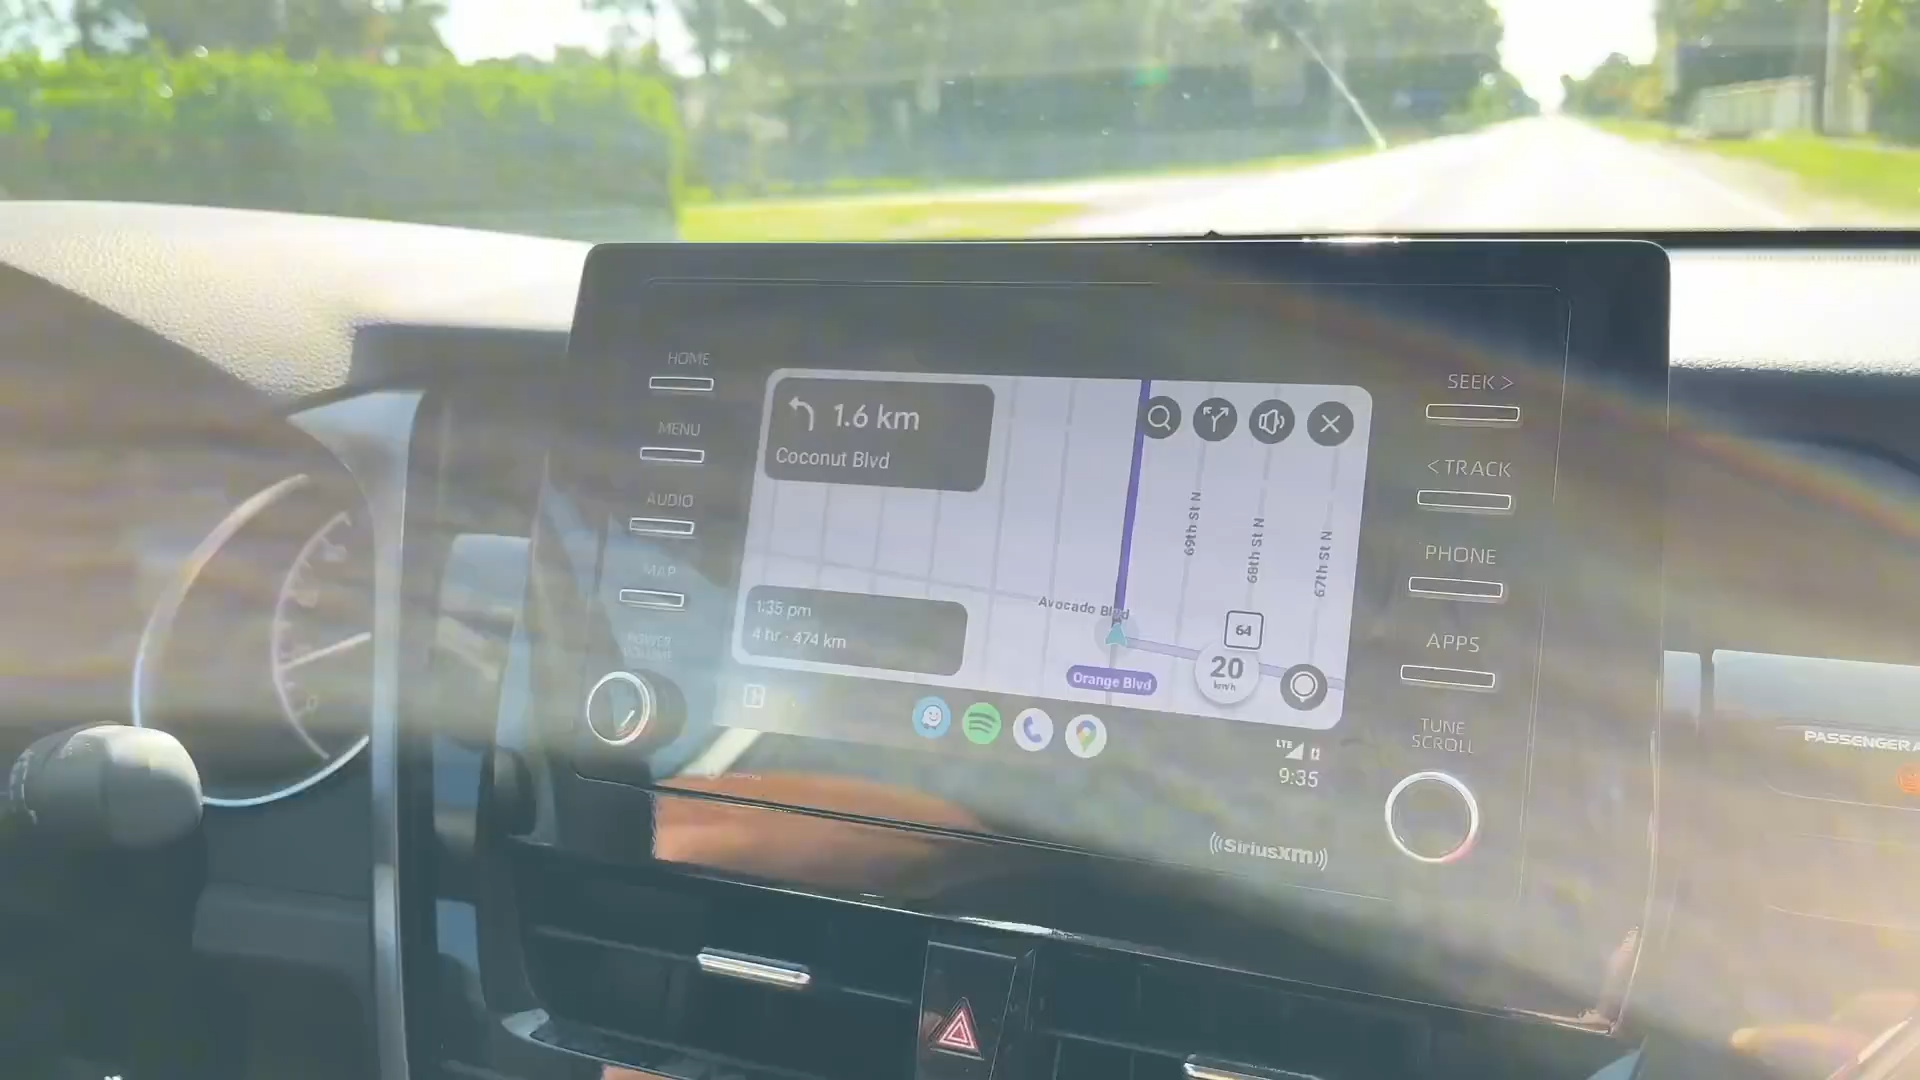 HOME
MENU
AUDIO
MAP
POWER
VOLUME
1.6 km
Coconut Blvd
1:35 pm
4 hr · 474 km
69th St N
68th St N
67th St N
Avocado Blvd
64
20
km/h
Orange Blvd
LTE
9:35
SEEK >
< TRACK
PHONE
APPS
TUNE
SCROLL
((SiriusXM))
PASSENGER